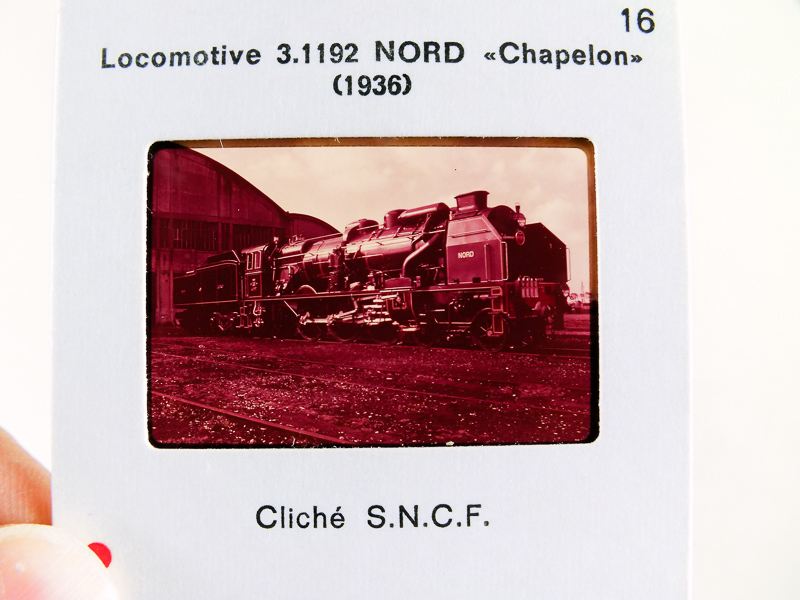 16
Locomotive 3.1192 NORD «Chapelon»
(1936)
NORD
Cliché S.N.C.F.